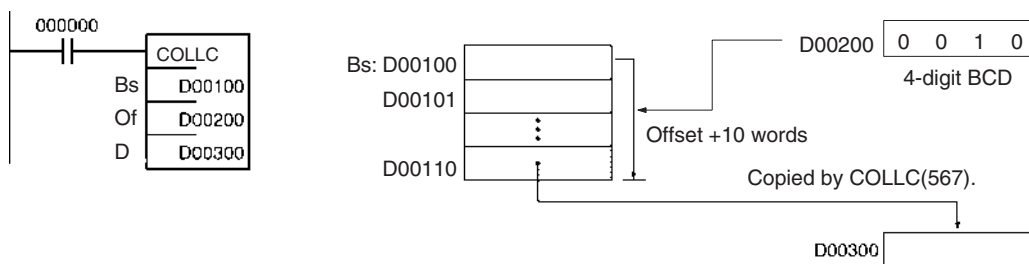 000000
COLLC
Bs D00100
Of D00200
D D00300
Bs: D00100
D00101
D00110
Offset +10 words
D00200 0 0 1 0
4-digit BCD
Copied by COLLC(567).
D00300